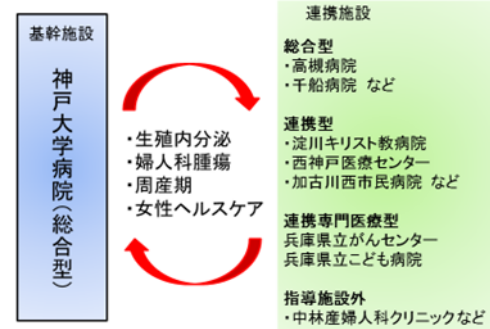 基幹施設
神戸大学病院(総合型)
・生殖内分泌
・婦人科腫瘍
・周産期
・女性ヘルスケア
連携施設
総合型
・高槻病院
・千船病院 など
連携型
・淀川キリスト教病院
・西神戸医療センター
・加古川西市民病院 など
連携専門医療型
兵庫県立がんセンター
兵庫県立こども病院
指導施設外
・中林産婦人科クリニックなど